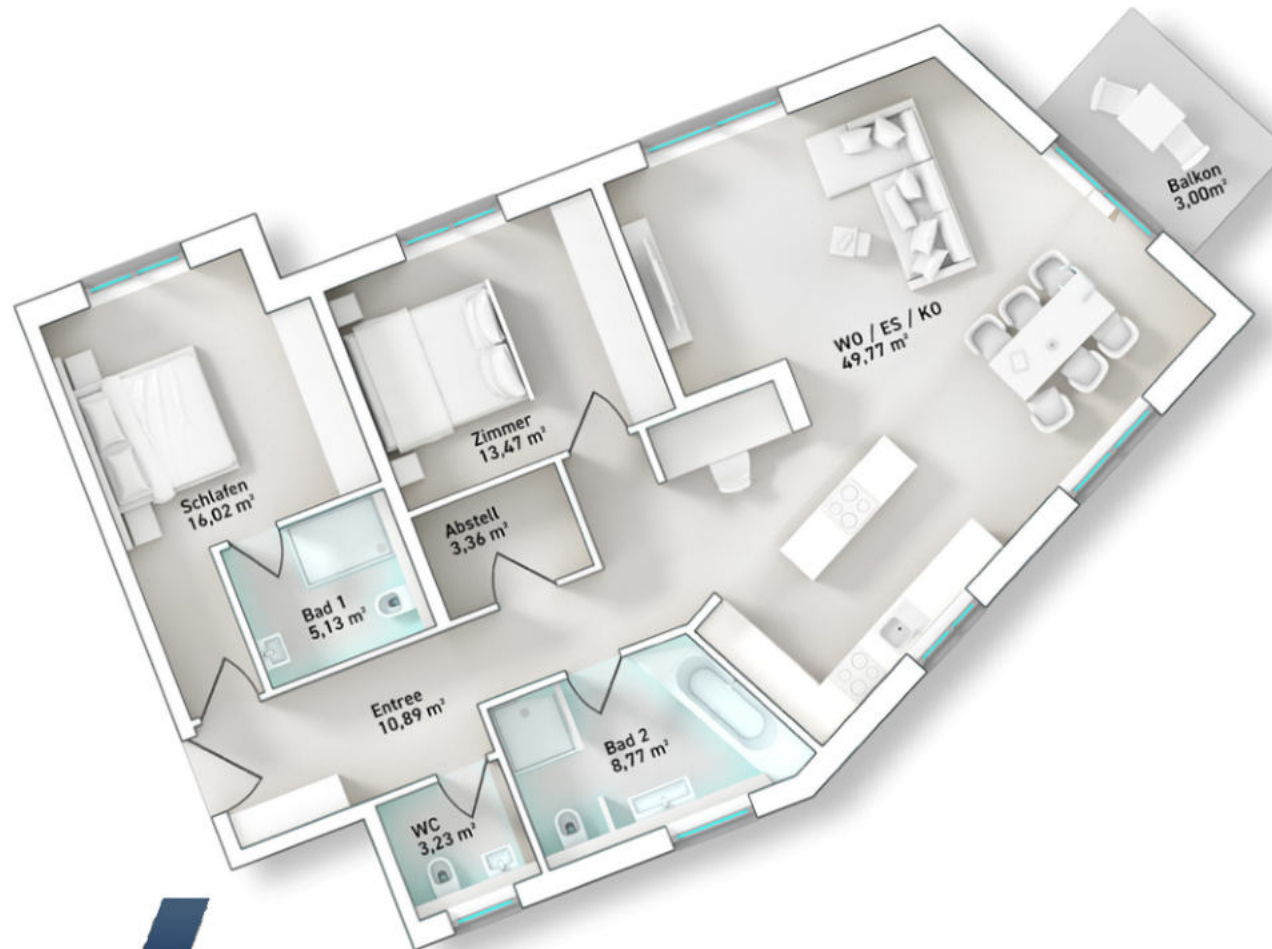 Balkon
3,00m²
WO / ES / KO
49,77 m²
Zimmer
13,47 m²
Schlafen
16,02 m²
Abstell
3,36 m²
Bad 1
5,13 m²
Entree
10,89 m²
Bad 2
8,77 m²
WC
3,23 m²